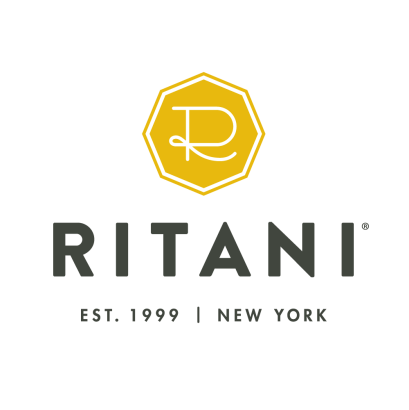 R
RITANI®
EST. 1999 | NEW YORK